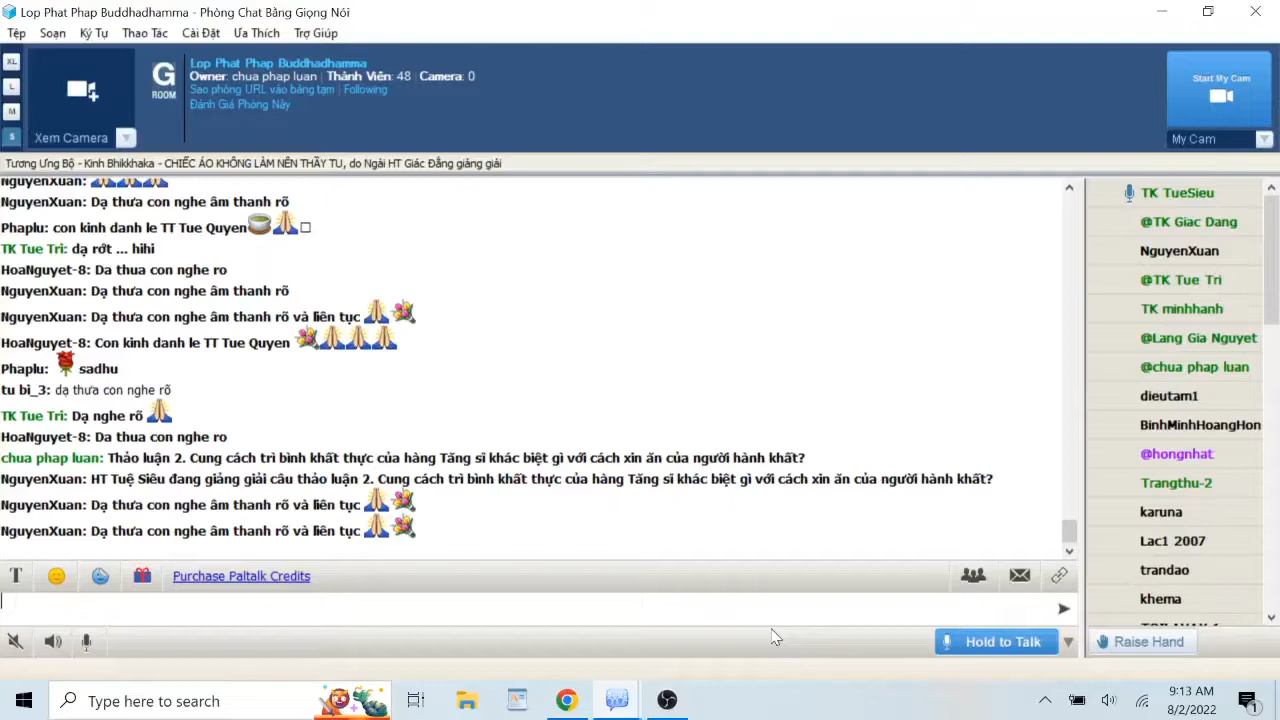 Lop Phat Phap Buddhadhamma - Phòng Chat Bằng Giọng Nói
Tệp Soạn Ký Tự Thao Tác Cài Đặt Ưa Thích Trợ Giúp
XL
L
M
S
Xem Camera
G
ROOM
Lop Phat Phap Buddhadhamma
Owner: chua phap luan | Thành Viên: 48 | Camera: 0
Sao phỏng URL vào bảng tạm | Following
Đánh Giá Phòng Này
Start My Cam
My Cam
Tương Ưng Bộ - Kinh Bhikkhaka - CHIẾC ÁO KHÔNG LÀM NÊN THẦY TU, do Ngài HT Giác Đẳng giảng giải
NguyenXuan:
NguyenXuan: Dạ thưa con nghe âm thanh rõ
Phaplu: con kinh danh le TT Tue Quyen
TK Tue Tri: dạ rớt ... hihi
HoaNguyet-8: Da thua con nghe ro
NguyenXuan: Dạ thưa con nghe âm thanh rõ
NguyenXuan: Dạ thưa con nghe âm thanh rõ và liên tục
HoaNguyet-8: Con kinh danh le TT Tue Quyen
Phaplu: sadhu
tu bi_3: dạ thưa con nghe rõ
TK Tue Tri: Dạ nghe rõ
HoaNguyet-8: Da thua con nghe ro
chua phap luan: Thảo luận 2. Cung cách trì bình khất thực của hàng Tăng sĩ khác biệt gì với cách xin ăn của người hành khất?
NguyenXuan: HT Tuệ Siêu đang giảng giải câu thảo luận 2. Cung cách trì bình khất thực của hàng Tăng sĩ khác biệt gì với cách xin ăn của người hành khất?
NguyenXuan: Dạ thưa con nghe âm thanh rõ và liên tục
NguyenXuan: Dạ thưa con nghe âm thanh rõ và liên tục
TK TueSieu
@TK Giac Dang
NguyenXuan
@TK Tue Tri
TK minhhanh
@Lang Gia Nguyet
@chua phap luan
dieutam1
BinhMinhHoangHon
@hongnhat
Trangthu-2
karuna
Lac1 2007
trandao
khema
T Purchase Paltalk Credits
Hold to Talk
Raise Hand
Type here to search
9:13 AM
8/2/2022
1